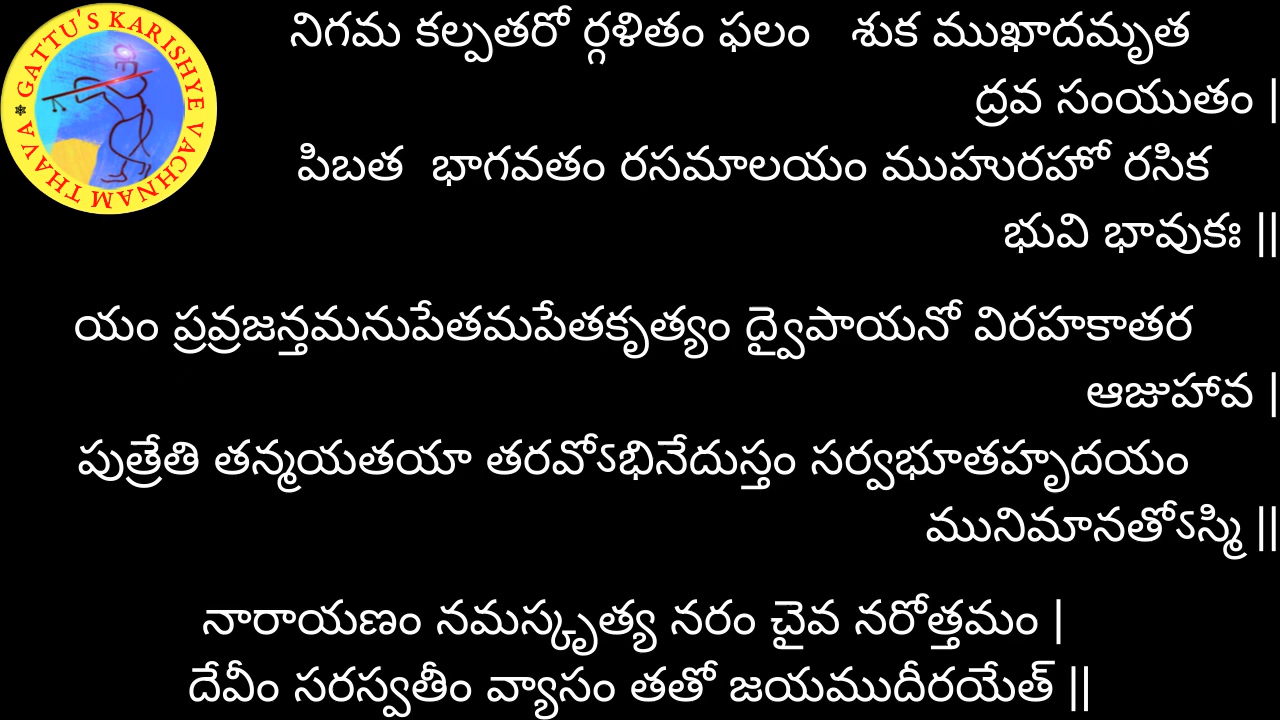 GATTU'S KARISHYE VACHNAM THAVA
నిగమ కల్పతరో ర్గళితం ఫలం   శుక ముఖాదమృత
ద్రవ సంయుతం |
పిబత  భాగవతం రసమాలయం ముహురహో రసిక
భువి భావుకః ||
యం ప్రవ్రజన్తమనుపేతమపేతకృత్యం ద్వైపాయనో విరహకాతర
ఆజుహావ |
పుత్రేతి తన్మయతయా తరవోఽభినేదుస్తం సర్వభూతహృదయం
మునిమానతోఽస్మి ||
నారాయణం నమస్కృత్య నరం చైవ నరోత్తమం |
దేవీం సరస్వతీం వ్యాసం తతో జయముదీరయేత్ ||